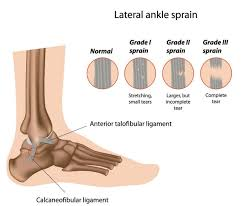 Lateral ankle sprain
Normal
Grade I
sprain
Grade II
sprain
Grade III
sprain
Stretching,
small tears
Larger, but
incomplete
tear
Complete
tear
Anterior talofibular ligament
Calcaneofibular ligament